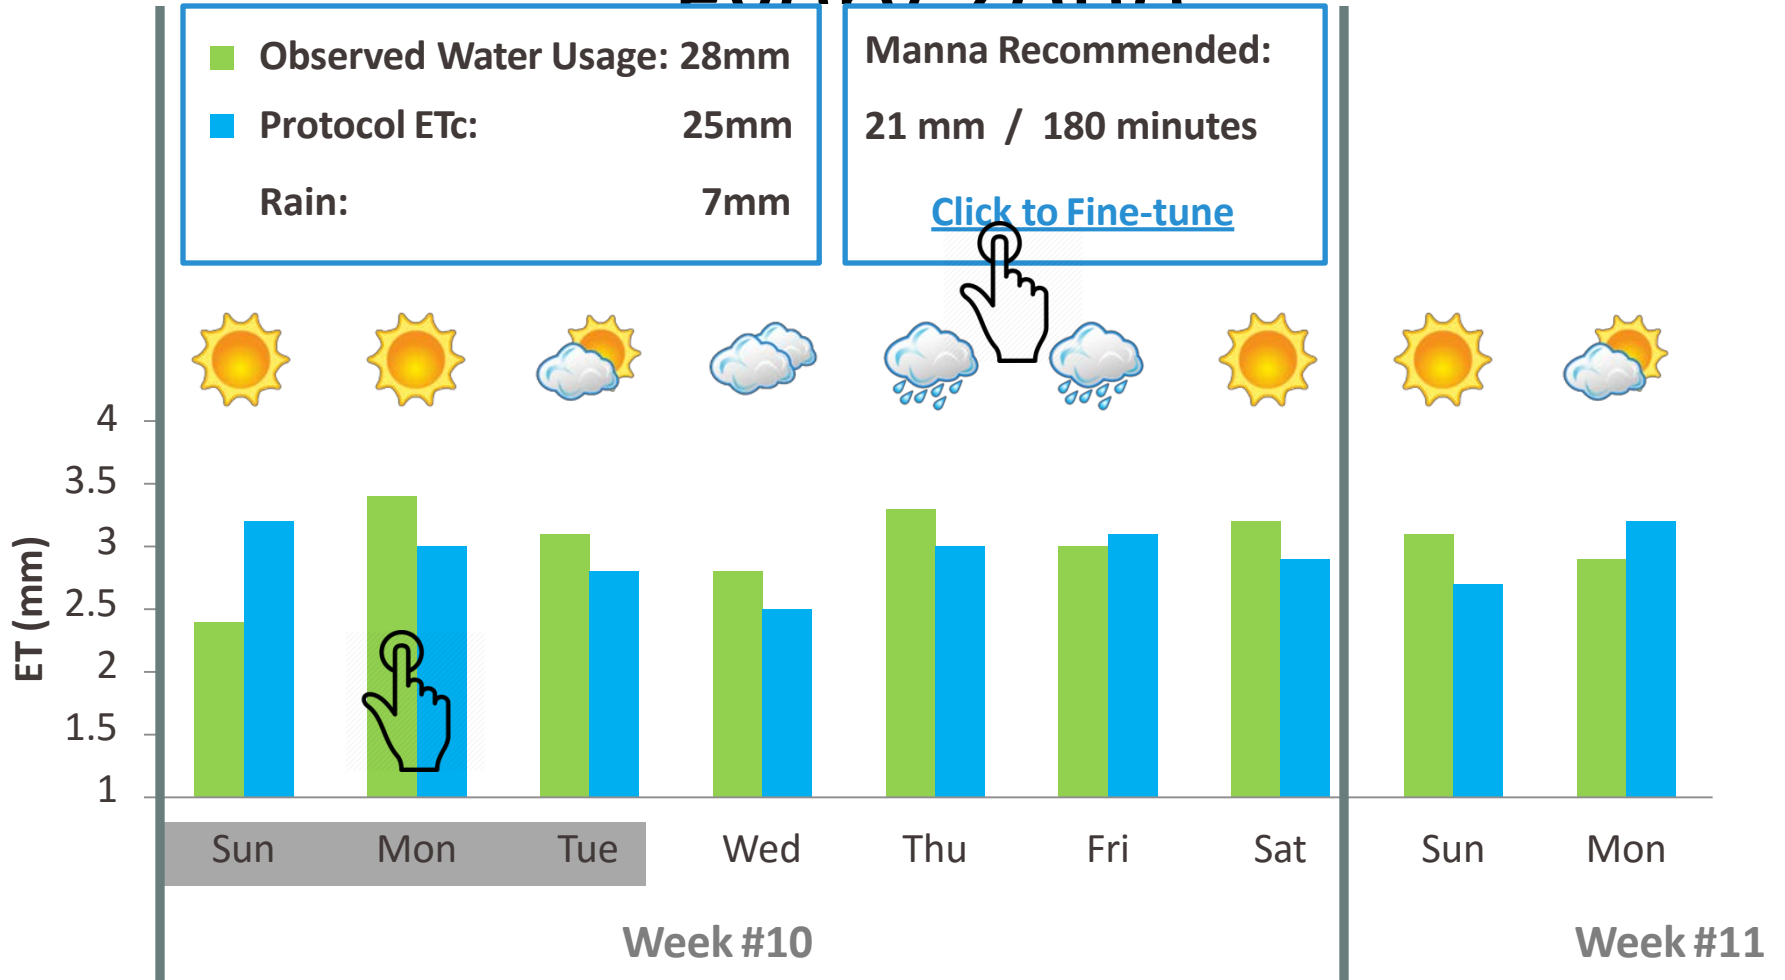 Observed Water Usage: 28mm
Protocol ETc: 25mm
Rain: 7mm
Manna Recommended:
21 mm / 180 minutes
Click to Fine-tune
4
3.5
3
2.5
2
1.5
1
ET (mm)
Sun Mon Tue Wed Thu Fri Sat Sun Mon
Week #10 Week #11